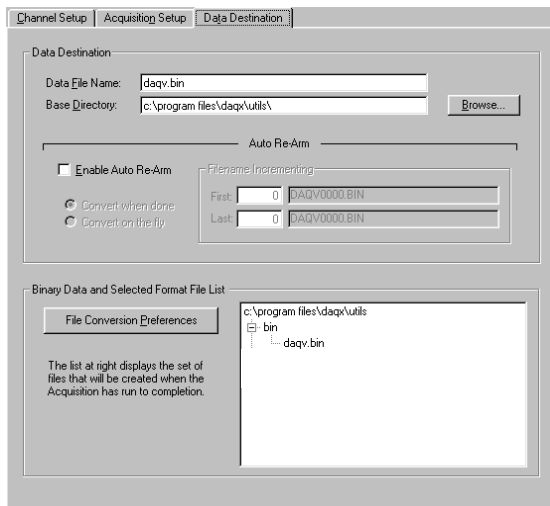 Channel Setup Acquisition Setup Data Destination
Data Destination
Data File Name: daqv.bin
Base Directory: c:\program files\daqx\utils\ Browse...
Auto Re-Arm
Enable Auto Re-Arm
Filename Incrementing
Convert when done
Convert on the fly
First: 0 DAQV0000.BIN
Last: 0 DAQV0000.BIN
Binary Data and Selected Format File List
File Conversion Preferences
The list at right displays the set
of files that will be created when the
Acquisition has run to completion.
c:\program files\daqx\utils
bin
daqv.bin